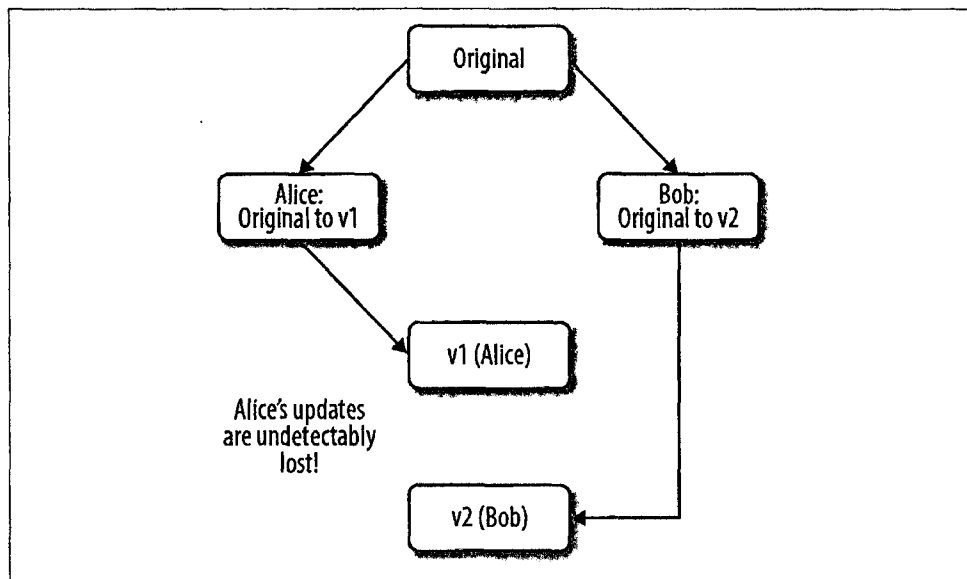 Original
Alice:
Original to v1
Bob:
Original to v2
v1 (Alice)
Alice's updates
are undetectably
lost!
v2 (Bob)